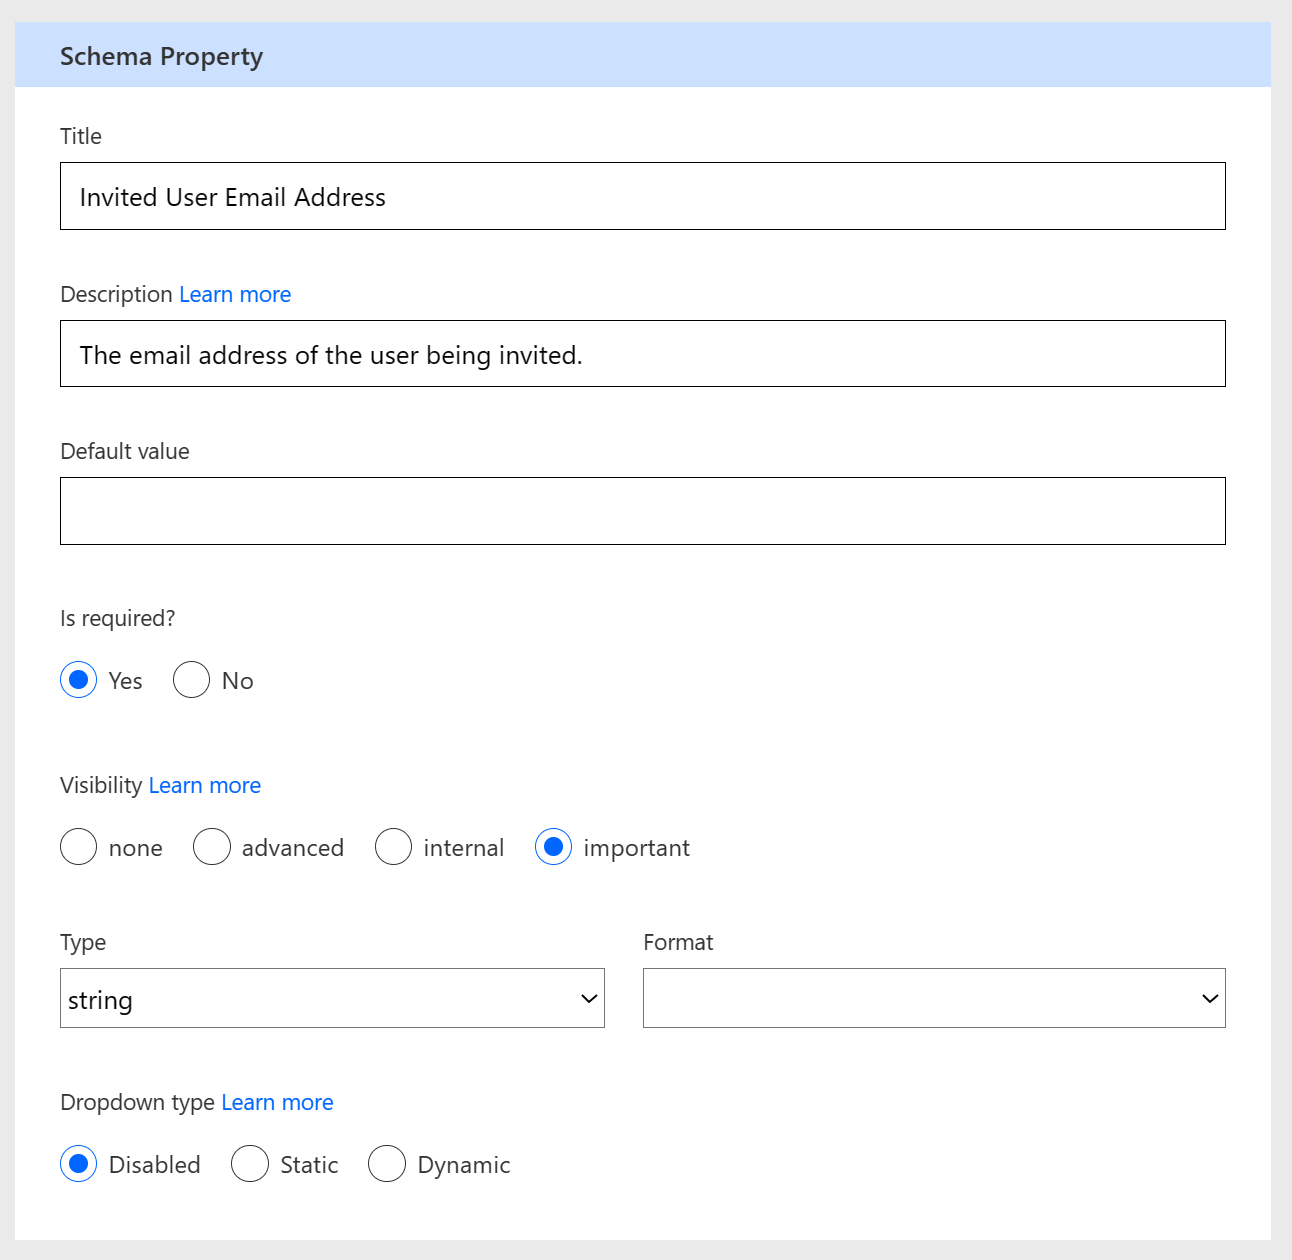 Schema Property
Title
Invited User Email Address
Description Learn more
The email address of the user being invited.
Default value
Is required?
Yes No
Visibility Learn more
none advanced internal important
Type Format
string
Dropdown type Learn more
Disabled Static Dynamic